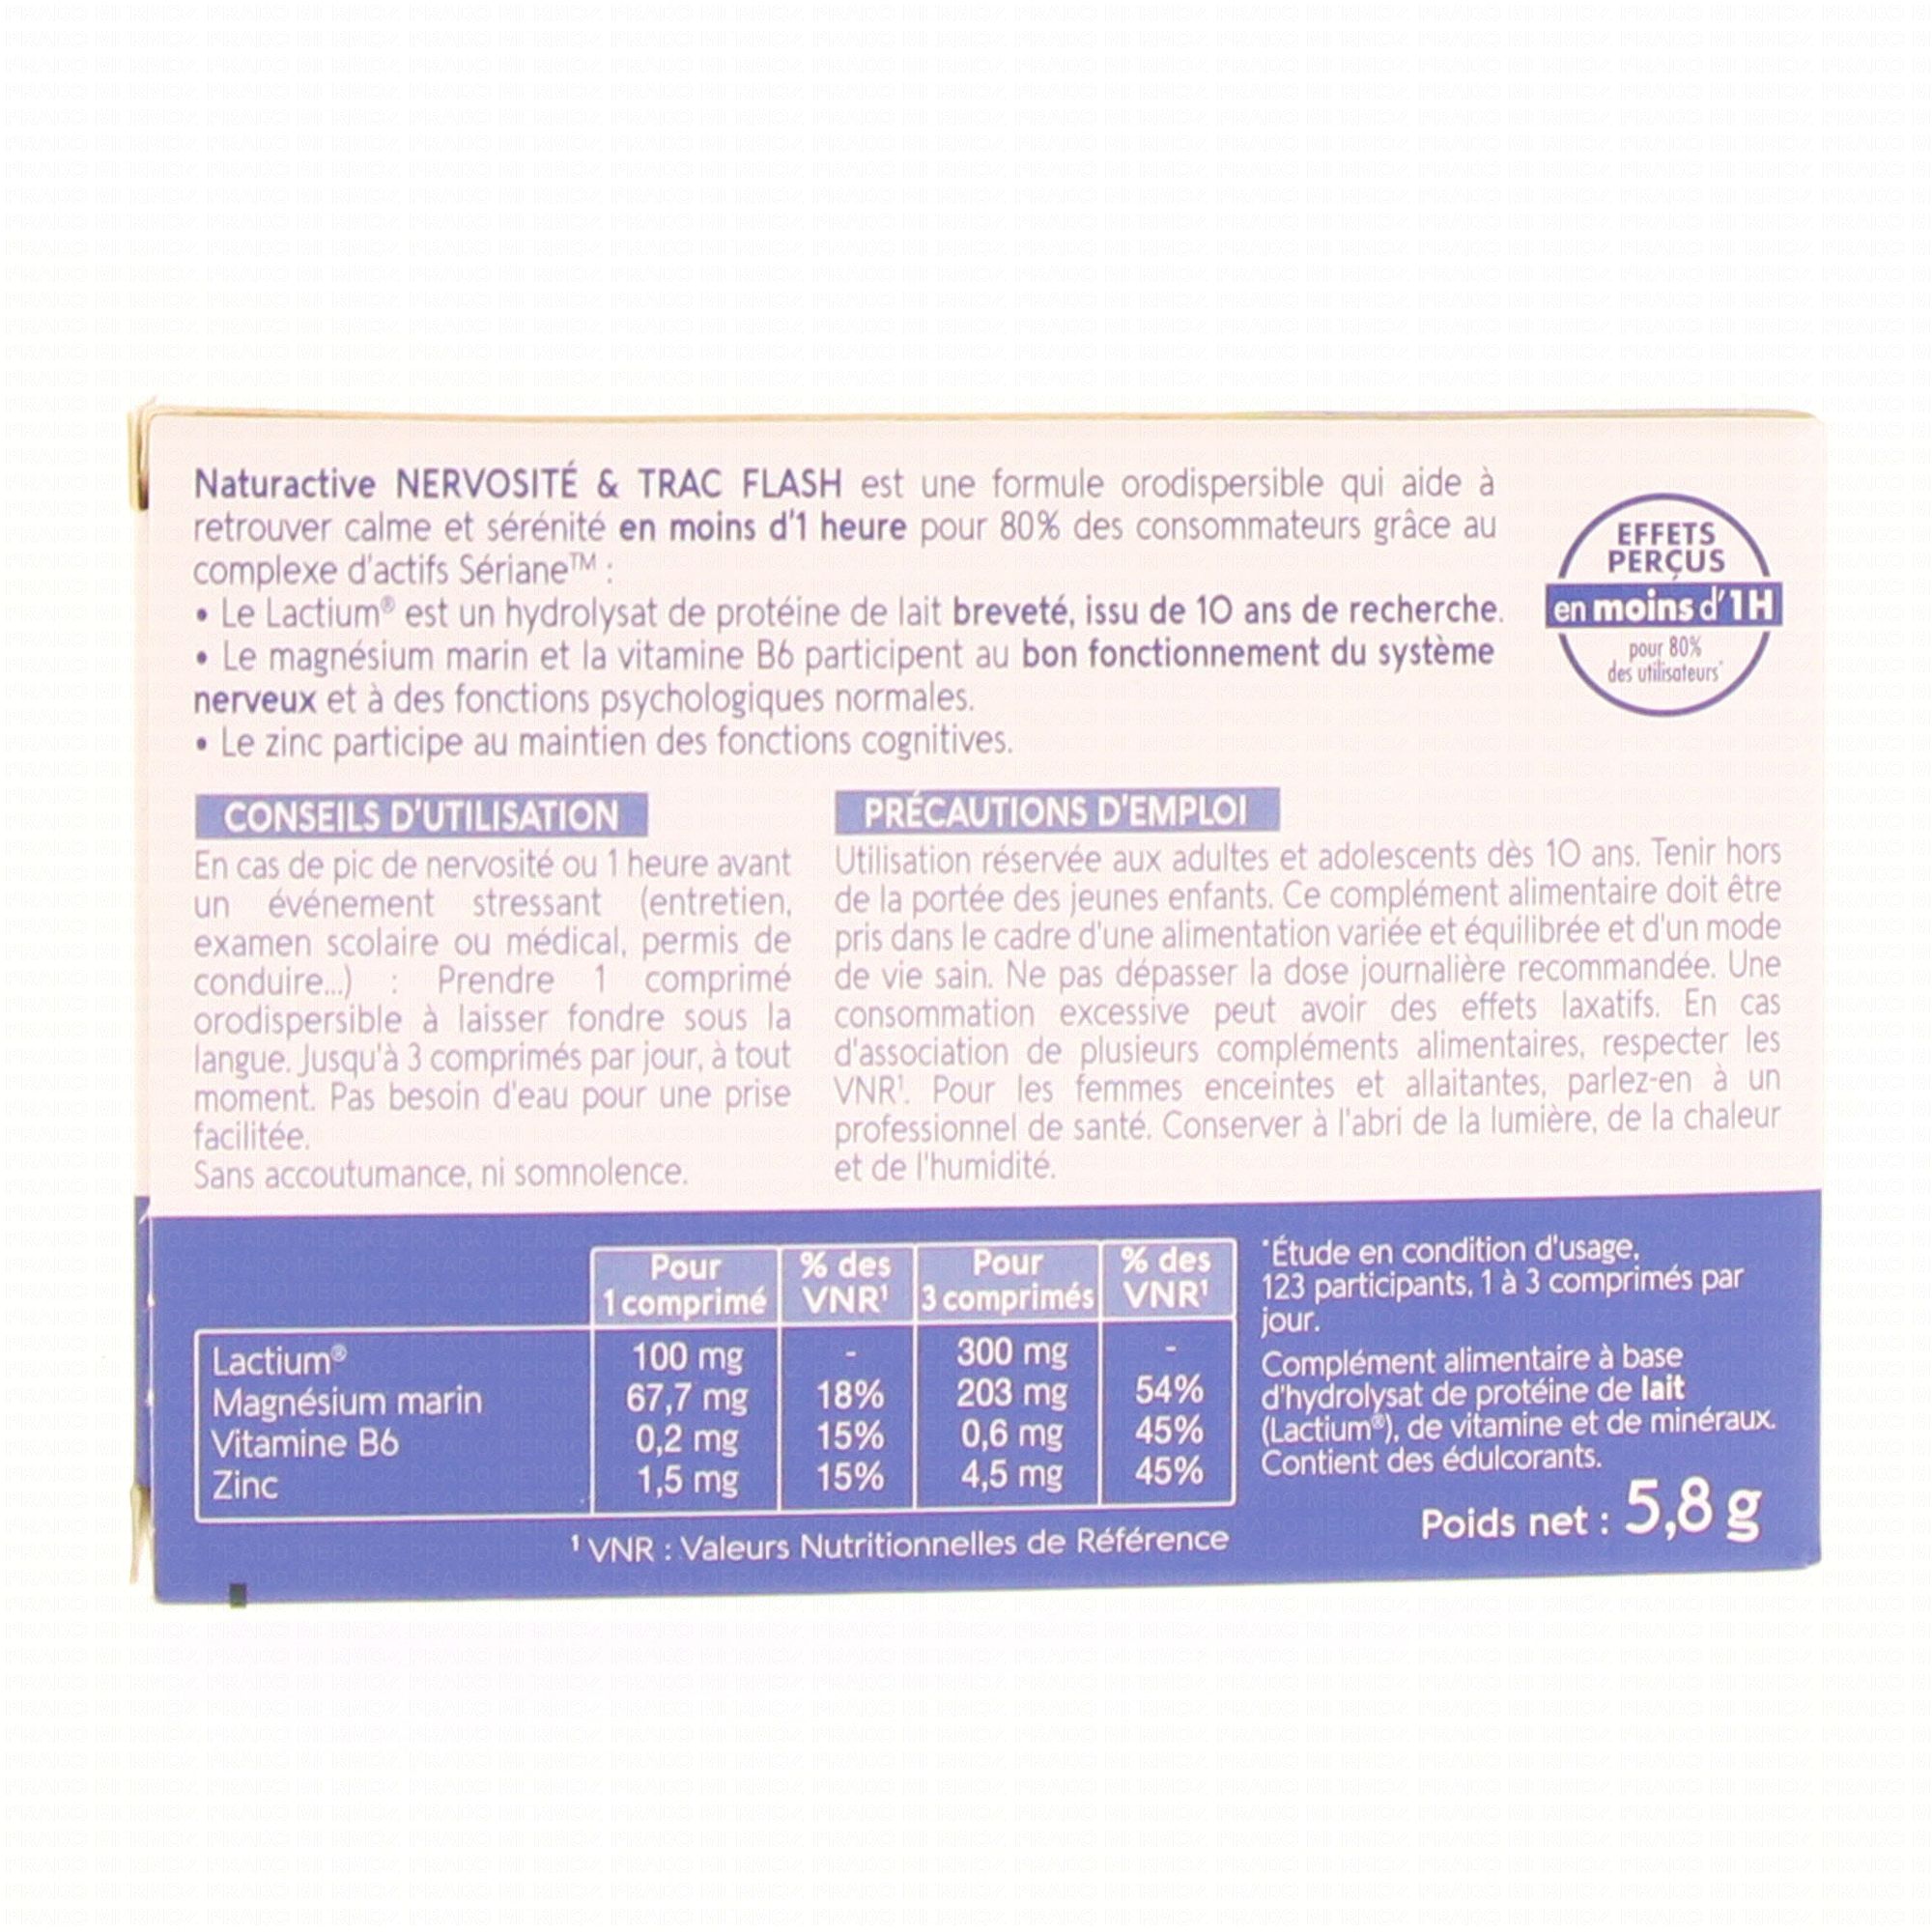 Naturactive NERVOSITÉ & TRAC FLASH est une formule orodispersible qui aide à
retrouver calme et sérénité en moins d'1 heure pour 80% des consommateurs grâce au
complexe d'actifs Sériane™ :
• Le Lactium® est un hydrolysat de protéine de lait breveté, issu de 10 ans de recherche.
• Le magnésium marin et la vitamine B6 participent au bon fonctionnement du système
nerveux et à des fonctions psychologiques normales.
• Le zinc participe au maintien des fonctions cognitives.
EFFETS
PERÇUS
en moins d'1H
pour 80%
des utilisateurs*
CONSEILS D'UTILISATION
En cas de pic de nervosité ou 1 heure avant
un événement stressant (entretien,
examen scolaire ou médical, permis de
conduire...) : Prendre 1 comprimé
orodispersible à laisser fondre sous la
langue. Jusqu'à 3 comprimés par jour, à tout
moment. Pas besoin d'eau pour une prise
facilitée.
Sans accoutumance, ni somnolence.
PRÉCAUTIONS D'EMPLOI
Utilisation réservée aux adultes et adolescents dès 10 ans. Tenir hors
de la portée des jeunes enfants. Ce complément alimentaire doit être
pris dans le cadre d'une alimentation variée et équilibrée et d'un mode
de vie sain. Ne pas dépasser la dose journalière recommandée. Une
consommation excessive peut avoir des effets laxatifs. En cas
d'association de plusieurs compléments alimentaires, respecter les
VNR¹. Pour les femmes enceintes et allaitantes, parlez-en à un
professionnel de santé. Conserver à l'abri de la lumière, de la chaleur
et de l'humidité.
Pour 1 comprimé % des VNR¹ Pour 3 comprimés % des VNR¹
Lactium® 100 mg - 300 mg -
Magnésium marin 67,7 mg 18% 203 mg 54%
Vitamine B6 0,2 mg 15% 0,6 mg 45%
Zinc 1,5 mg 15% 4,5 mg 45%
¹ VNR : Valeurs Nutritionnelles de Référence
*Étude en condition d'usage,
123 participants, 1 à 3 comprimés par
jour.
Complément alimentaire à base
d'hydrolysat de protéine de lait
(Lactium®), de vitamine et de minéraux.
Contient des édulcorants.
Poids net : 5,8 g